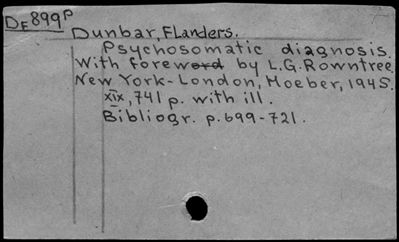 DF899P
Dunbar, Flanders.
Psychosomatic diagnosis.
With foreword by L.G. Rowntree.
New York-London, Hoeber, 1945.
XIX, 741 p. with ill.
Bibliogr. p. 699-721.